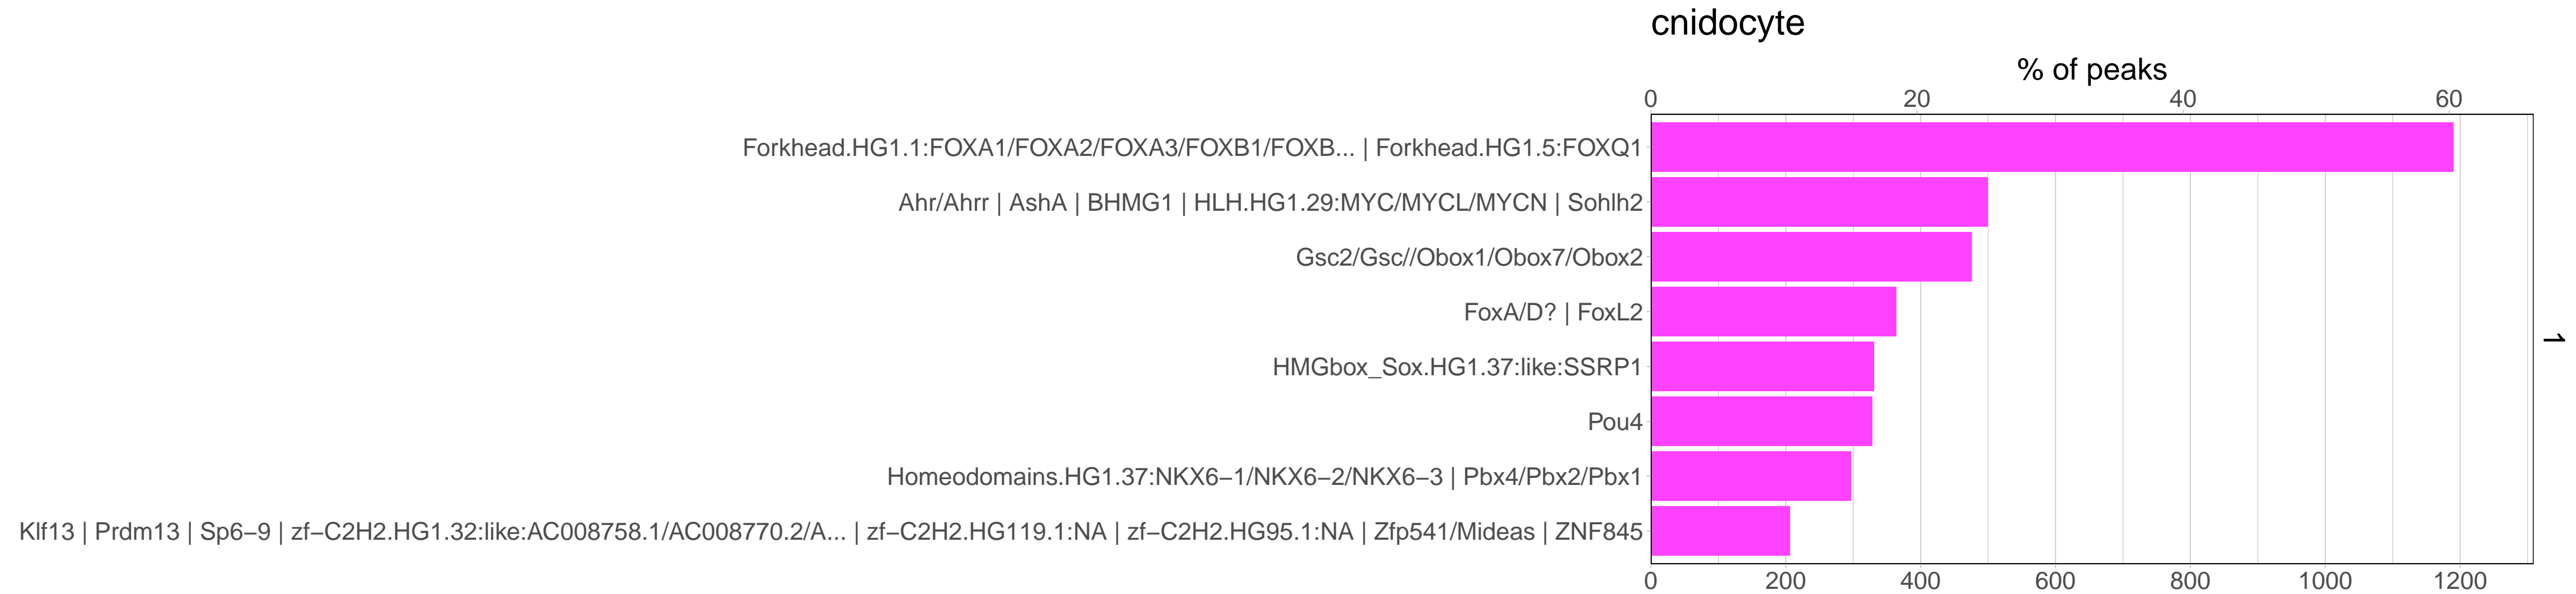 cnidocyte
% of peaks
0 20 40 60
Forkhead.HG1.1:FOXA1/FOXA2/FOXA3/FOXB1/FOXB... | Forkhead.HG1.5:FOXQ1
Ahr/Ahrr | AshA | BHMG1 | HLH.HG1.29:MYC/MYCL/MYCN | Sohlh2
Gsc2/Gsc//Obox1/Obox7/Obox2
FoxA/D? | FoxL2
HMGbox_Sox.HG1.37:like:SSRP1
1
Pou4
Homeodomains.HG1.37:NKX6−1/NKX6−2/NKX6−3 | Pbx4/Pbx2/Pbx1
Klf13 | Prdm13 | Sp6−9 | zf−C2H2.HG1.32:like:AC008758.1/AC008770.2/A... | zf−C2H2.HG119.1:NA | zf−C2H2.HG95.1:NA | Zfp541/Mideas | ZNF845
0 200 400 600 800 1000 1200